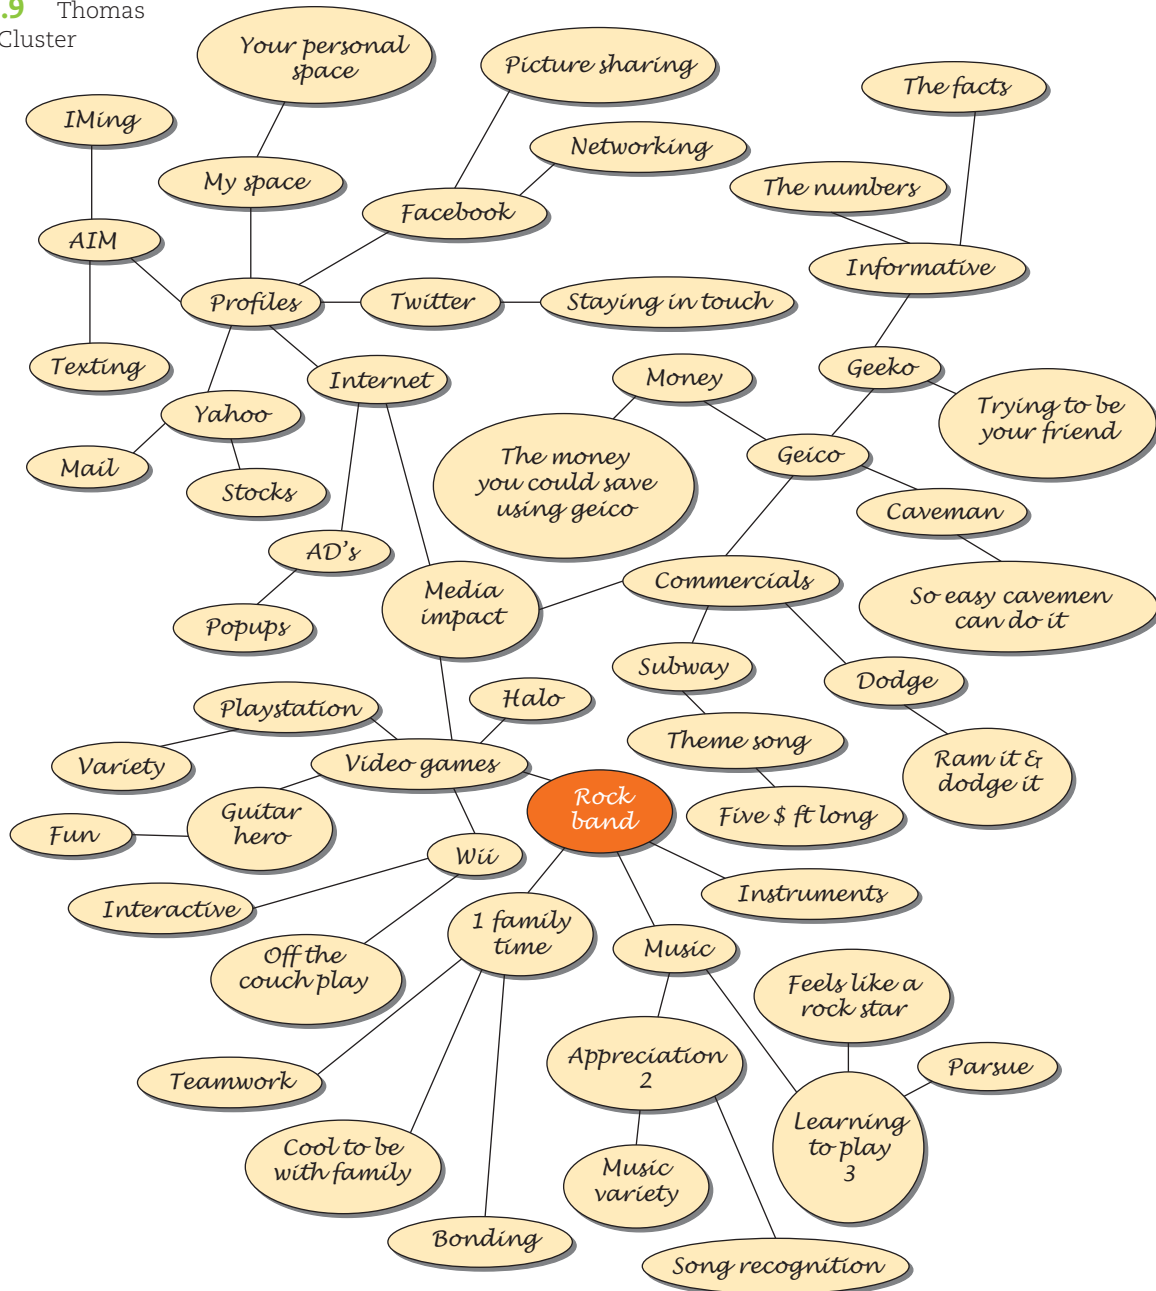 .9 Thomas
Cluster
Your personal
space
Picture sharing
The facts
IMing
Networking
My space
The numbers
Facebook
AIM
Informative
Profiles
Twitter
Staying in touch
Texting
Internet
Money
Geeko
Trying to be
your friend
Yahoo
Mail
Stocks
The money
you could save
using geico
Geico
Caveman
AD's
Media
impact
Commercials
So easy cavemen
can do it
Popups
Subway
Dodge
Playstation
Halo
Theme song
Variety
Video games
Ram it &
dodge it
Rock
band
Five $ ft long
Guitar
hero
Fun
Wii
Instruments
Interactive
1 family
time
Music
Off the
couch play
Feels like a
rock star
Appreciation
2
Parsue
Teamwork
Learning
to play
3
Cool to be
with family
Music
variety
Bonding
Song recognition